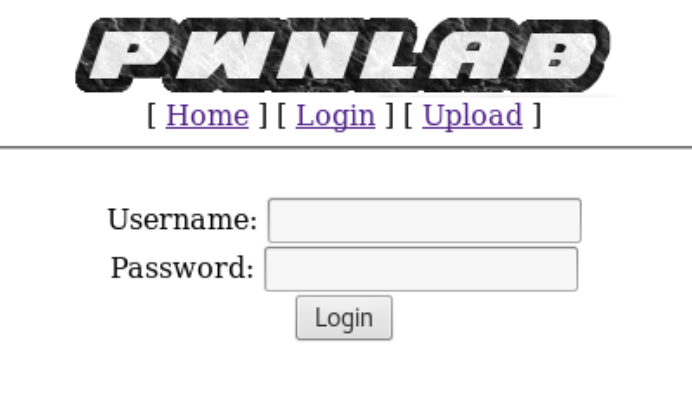 PWNLAB
[ Home ] [ Login ] [ Upload ]
Username:
Password:
Login